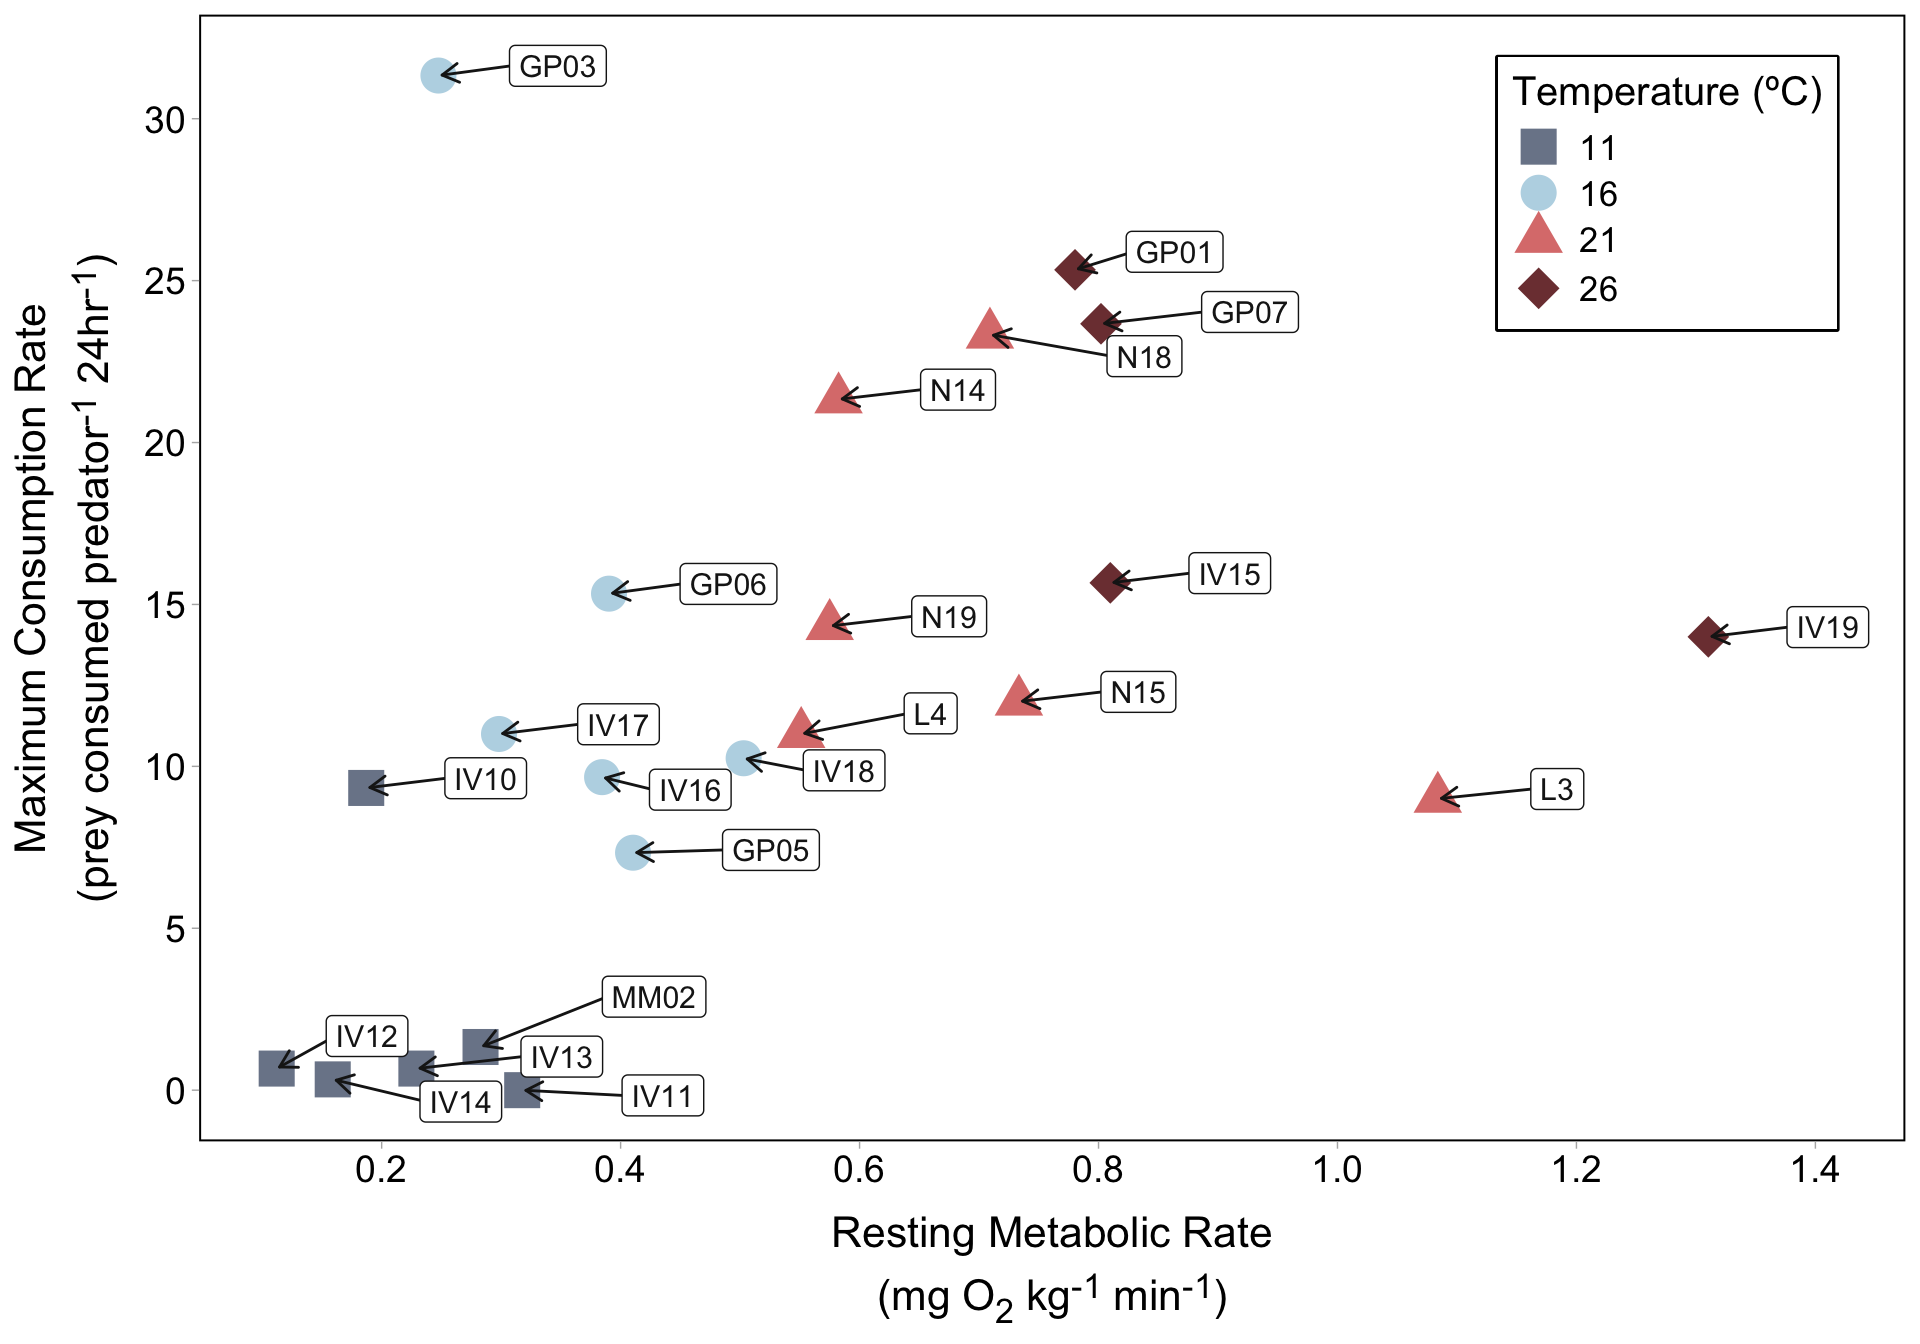 GP03
Temperature (ºC)
11
16
21
26
30
GP01
25
GP07
N18
N14
20
GP06
IV15
15
N19
IV19
N15
IV17
L4
10
IV10
IV16
IV18
L3
GP05
5
MM02
IV12
IV13
0
IV14
IV11
0.2 0.4 0.6 0.8 1.0 1.2 1.4
Maximum Consumption Rate
(prey consumed predator⁻¹ 24hr⁻¹)
Resting Metabolic Rate
(mg O₂ kg⁻¹ min⁻¹)